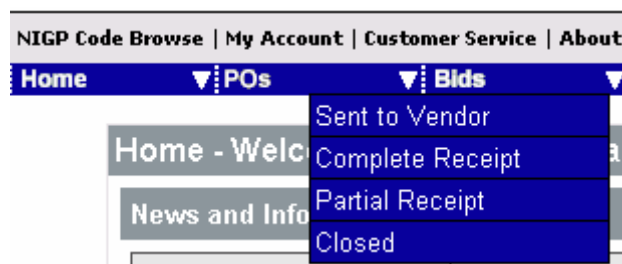 NIGP Code Browse | My Account | Customer Service | About
Home POs Bids
Sent to Vendor
Home - Welc
Complete Receipt
Partial Receipt
News and Info
Closed